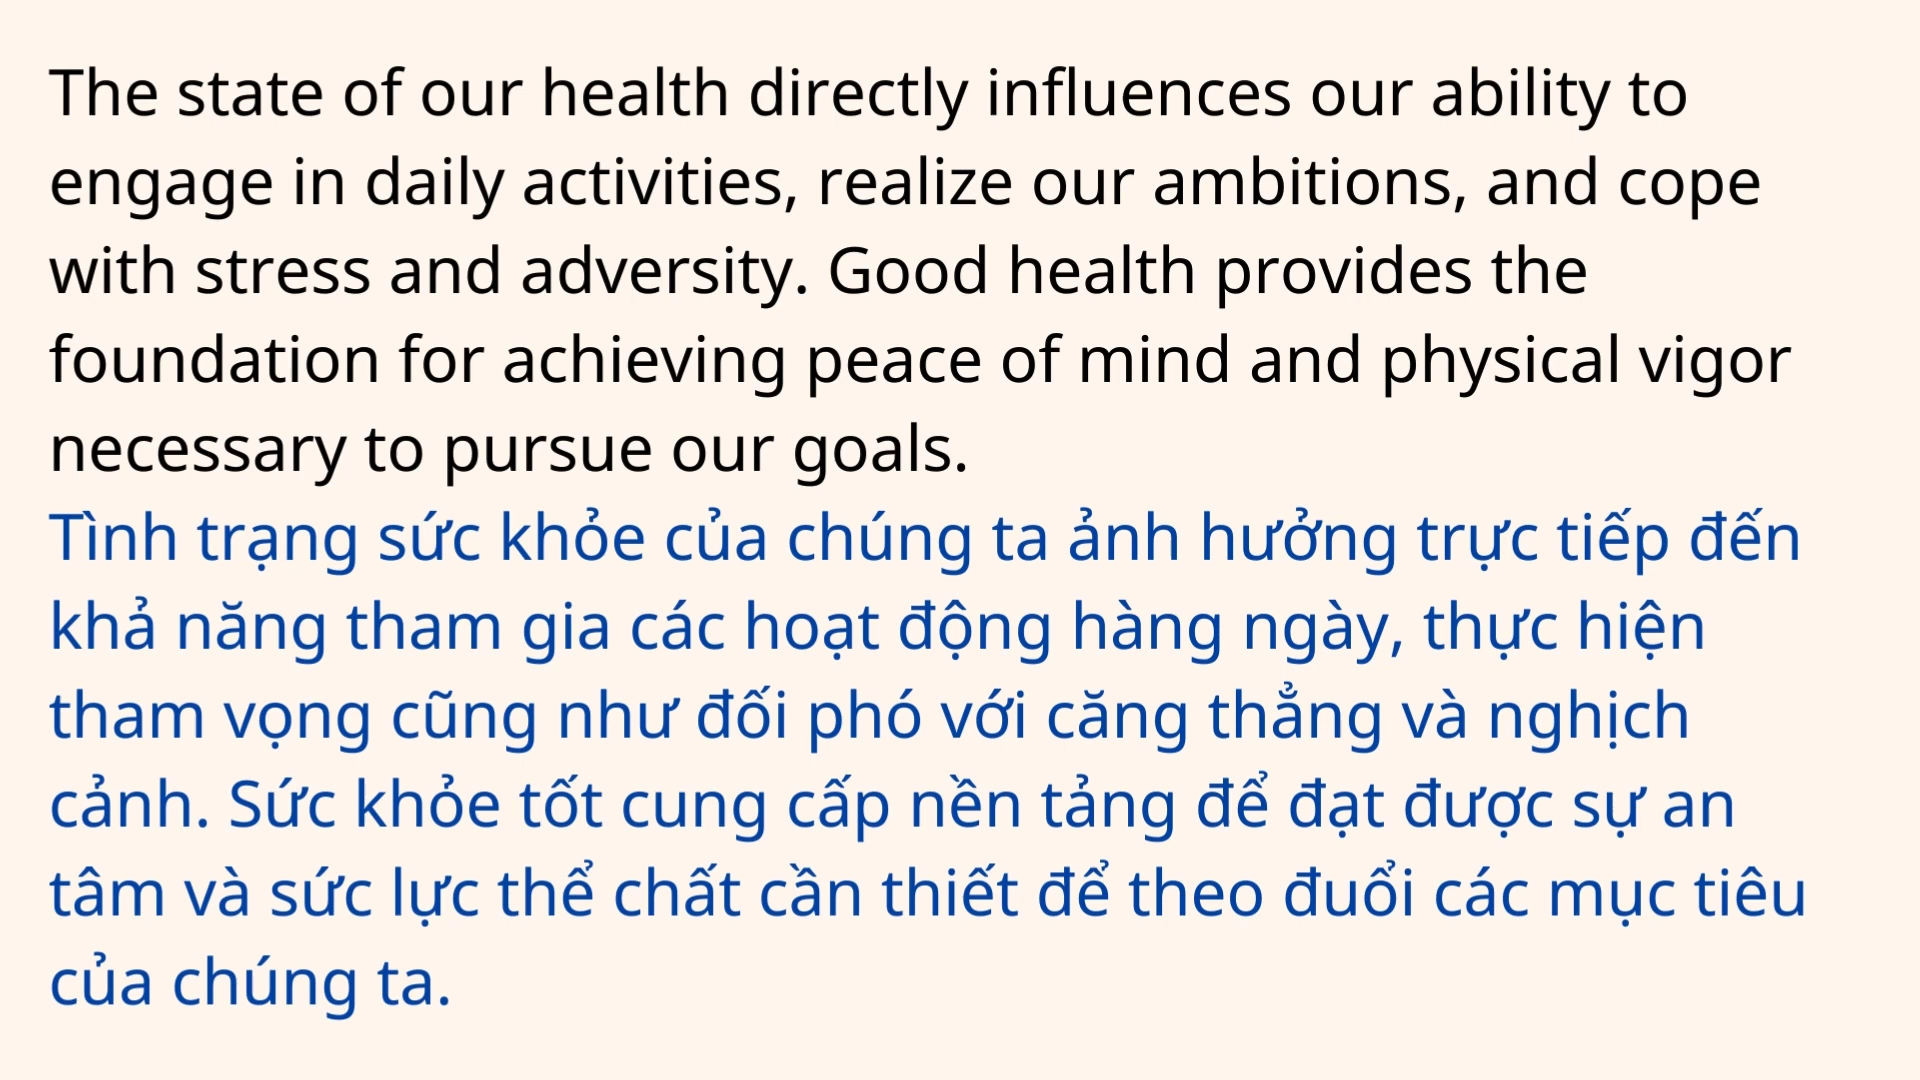 The state of our health directly influences our ability to
engage in daily activities, realize our ambitions, and cope
with stress and adversity. Good health provides the
foundation for achieving peace of mind and physical vigor
necessary to pursue our goals.
Tình trạng sức khỏe của chúng ta ảnh hưởng trực tiếp đến
khả năng tham gia các hoạt động hàng ngày, thực hiện
tham vọng cũng như đối phó với căng thẳng và nghịch
cảnh. Sức khỏe tốt cung cấp nền tảng để đạt được sự an
tâm và sức lực thể chất cần thiết để theo đuổi các mục tiêu
của chúng ta.